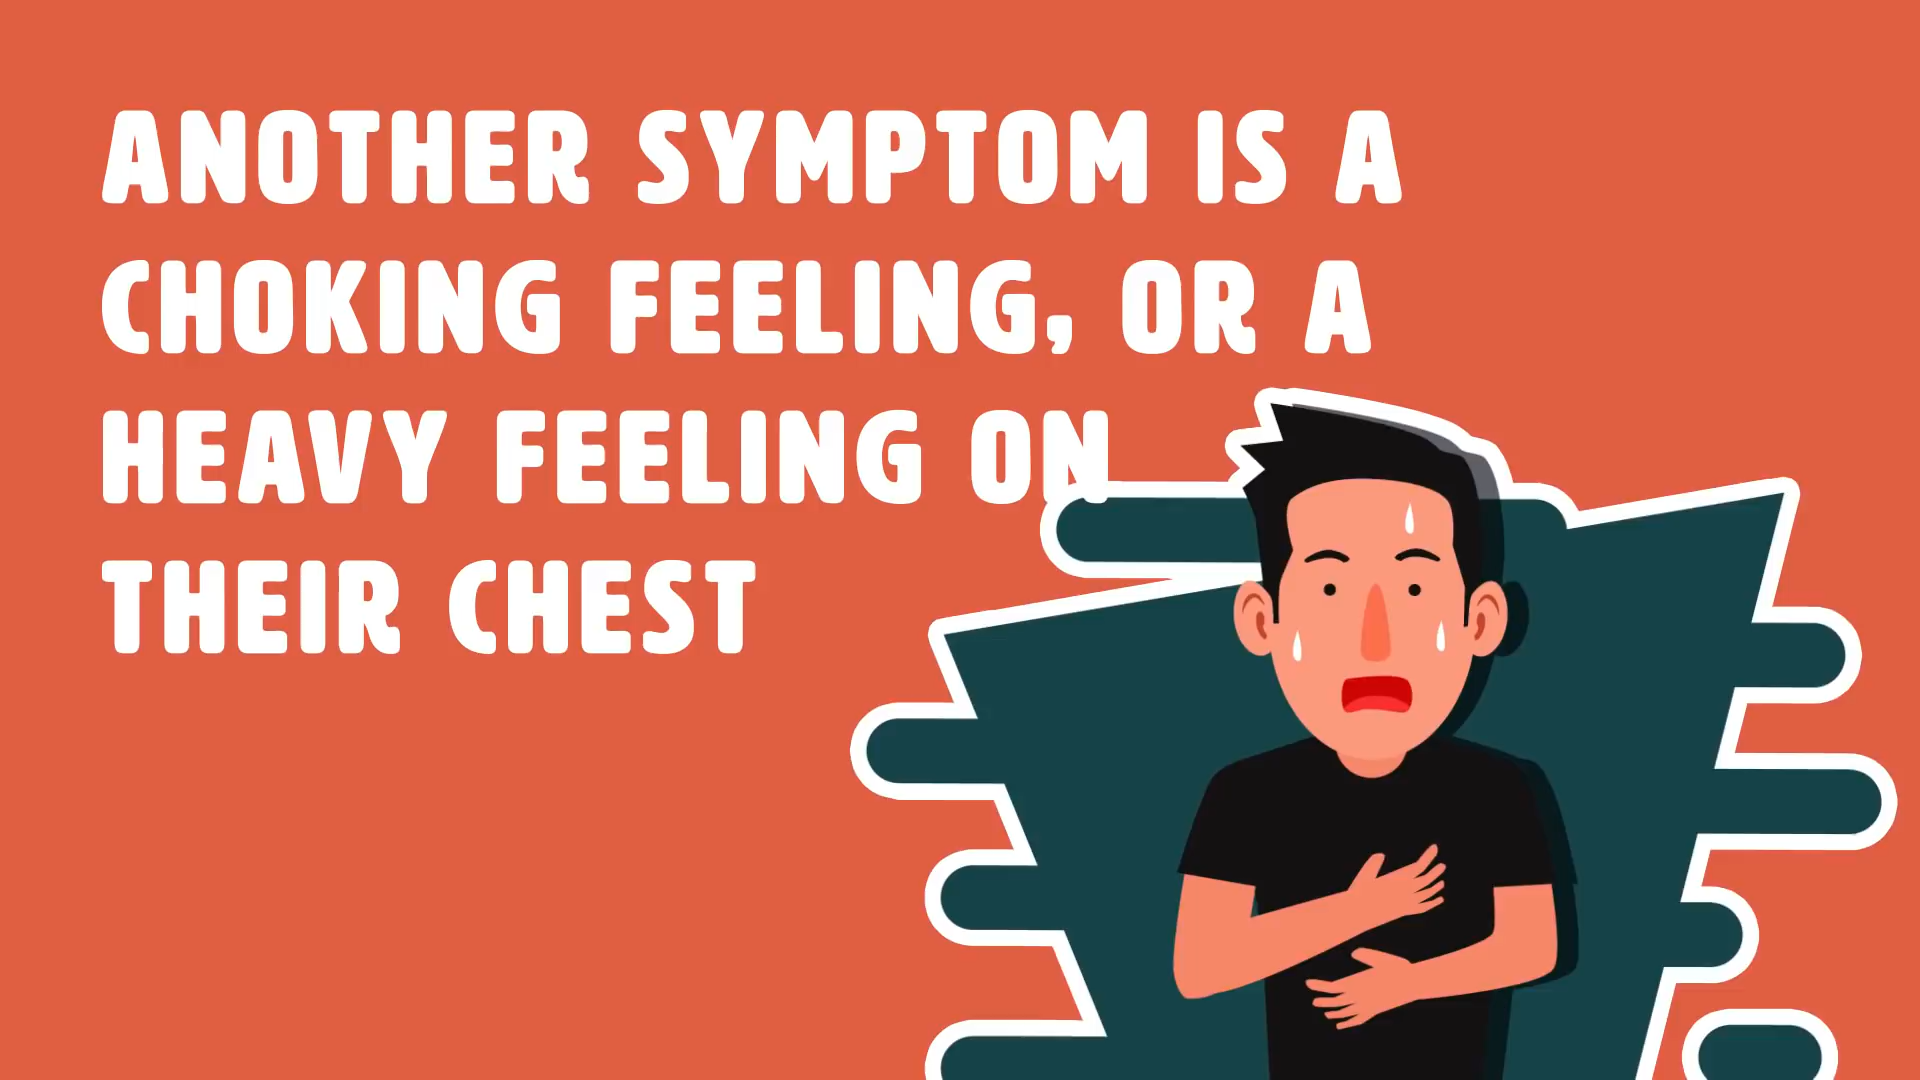 ANOTHER SYMPTOM IS A
CHOKING FEELING, OR A
HEAVY FEELING ON
THEIR CHEST